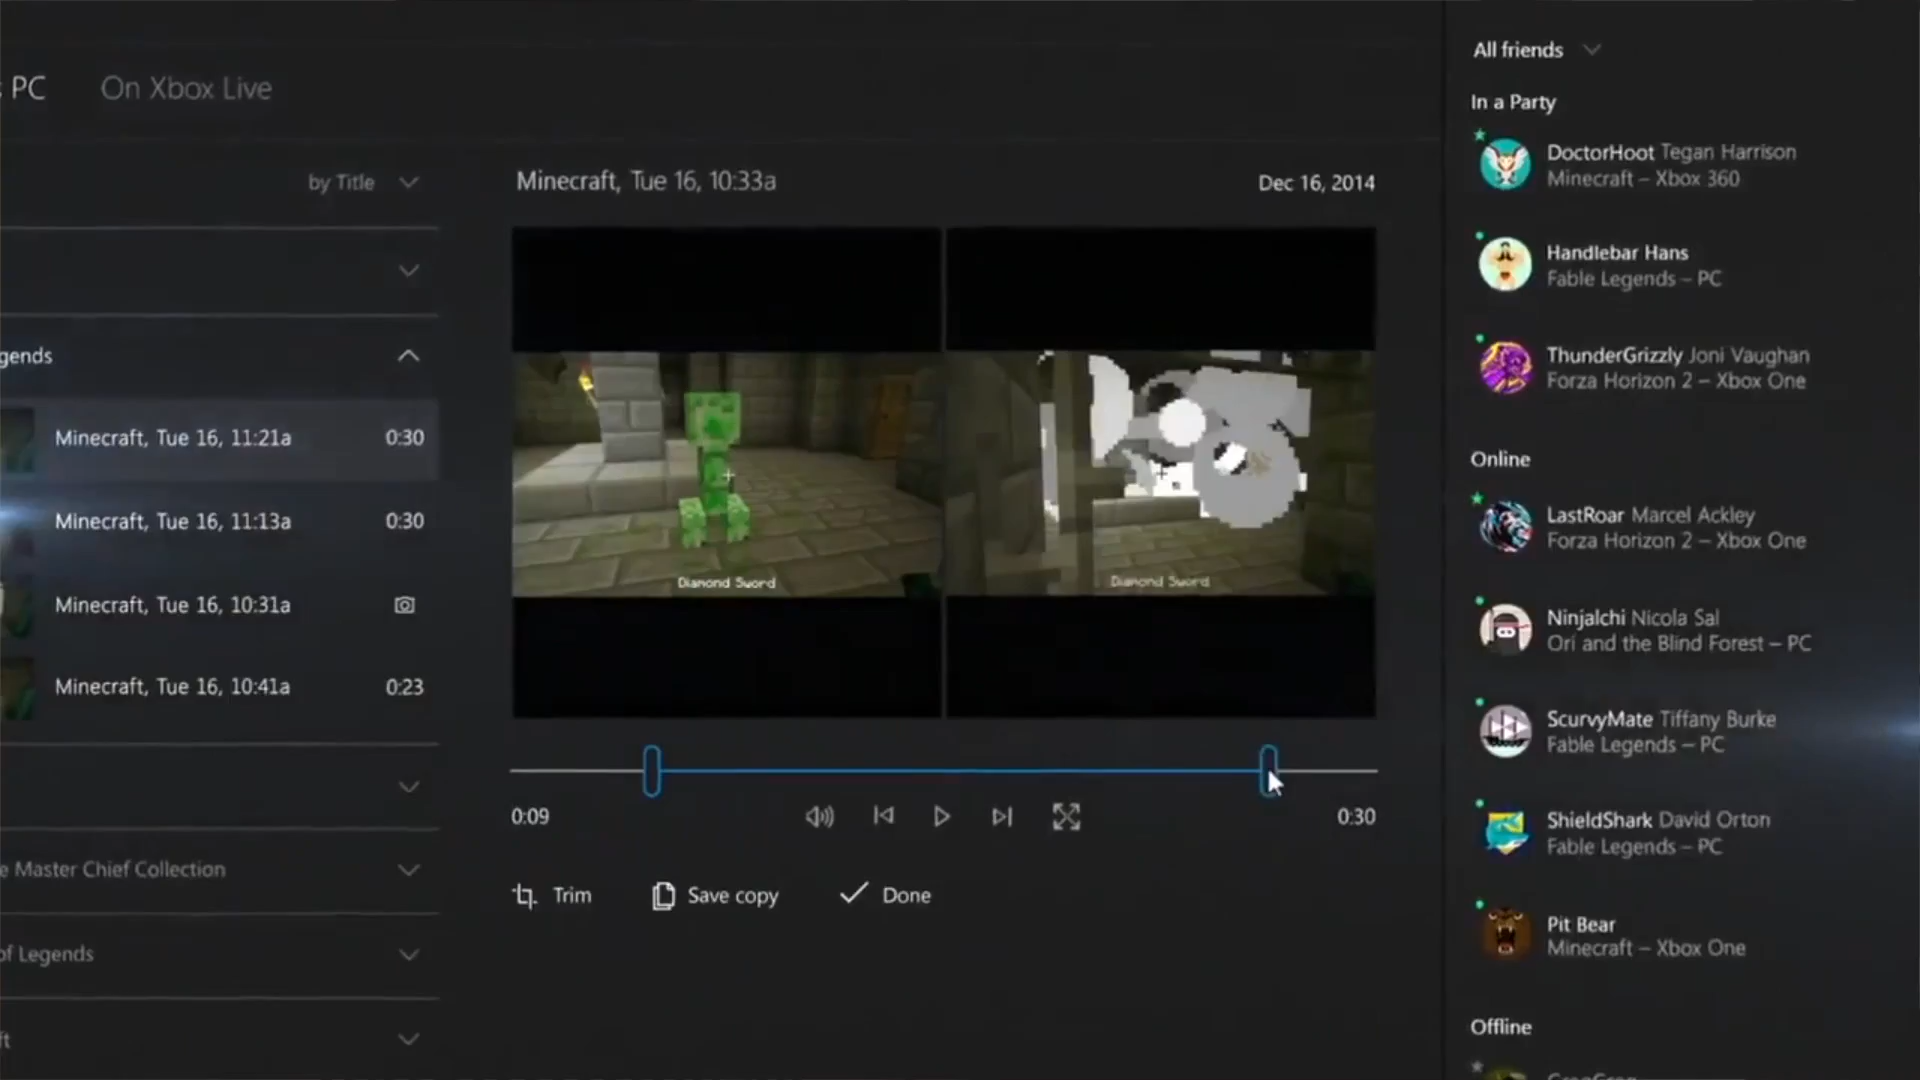 PC
On Xbox Live
by Title
gends
Minecraft, Tue 16, 11:21a 0:30
Minecraft, Tue 16, 11:13a 0:30
Minecraft, Tue 16, 10:31a
Minecraft, Tue 16, 10:41a 0:23
e Master Chief Collection
of Legends
ft
Minecraft, Tue 16, 10:33a
Dec 16, 2014
Diamond Sword
Diamond Sword
0:09
0:30
Trim
Save copy
Done
All friends
In a Party
DoctorHoot Tegan Harrison
Minecraft – Xbox 360
Handlebar Hans
Fable Legends – PC
ThunderGrizzly Joni Vaughan
Forza Horizon 2 – Xbox One
Online
LastRoar Marcel Ackley
Forza Horizon 2 – Xbox One
Ninjalchi Nicola Sal
Ori and the Blind Forest – PC
ScurvyMate Tiffany Burke
Fable Legends – PC
ShieldShark David Orton
Fable Legends – PC
Pit Bear
Minecraft – Xbox One
Offline